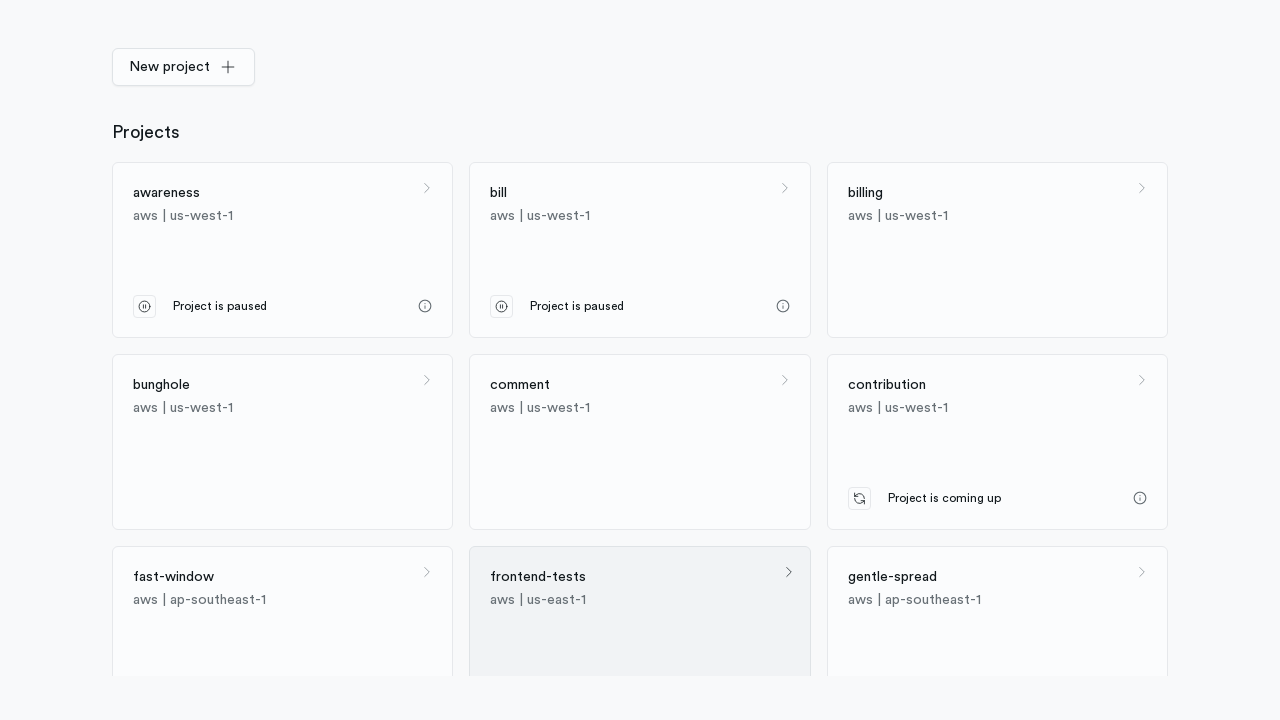 New project
Projects
awareness
aws | us-west-1
Project is paused
bill
aws | us-west-1
Project is paused
billing
aws | us-west-1
bunghole
aws | us-west-1
comment
aws | us-west-1
contribution
aws | us-west-1
Project is coming up
fast-window
aws | ap-southeast-1
frontend-tests
aws | us-east-1
gentle-spread
aws | ap-southeast-1